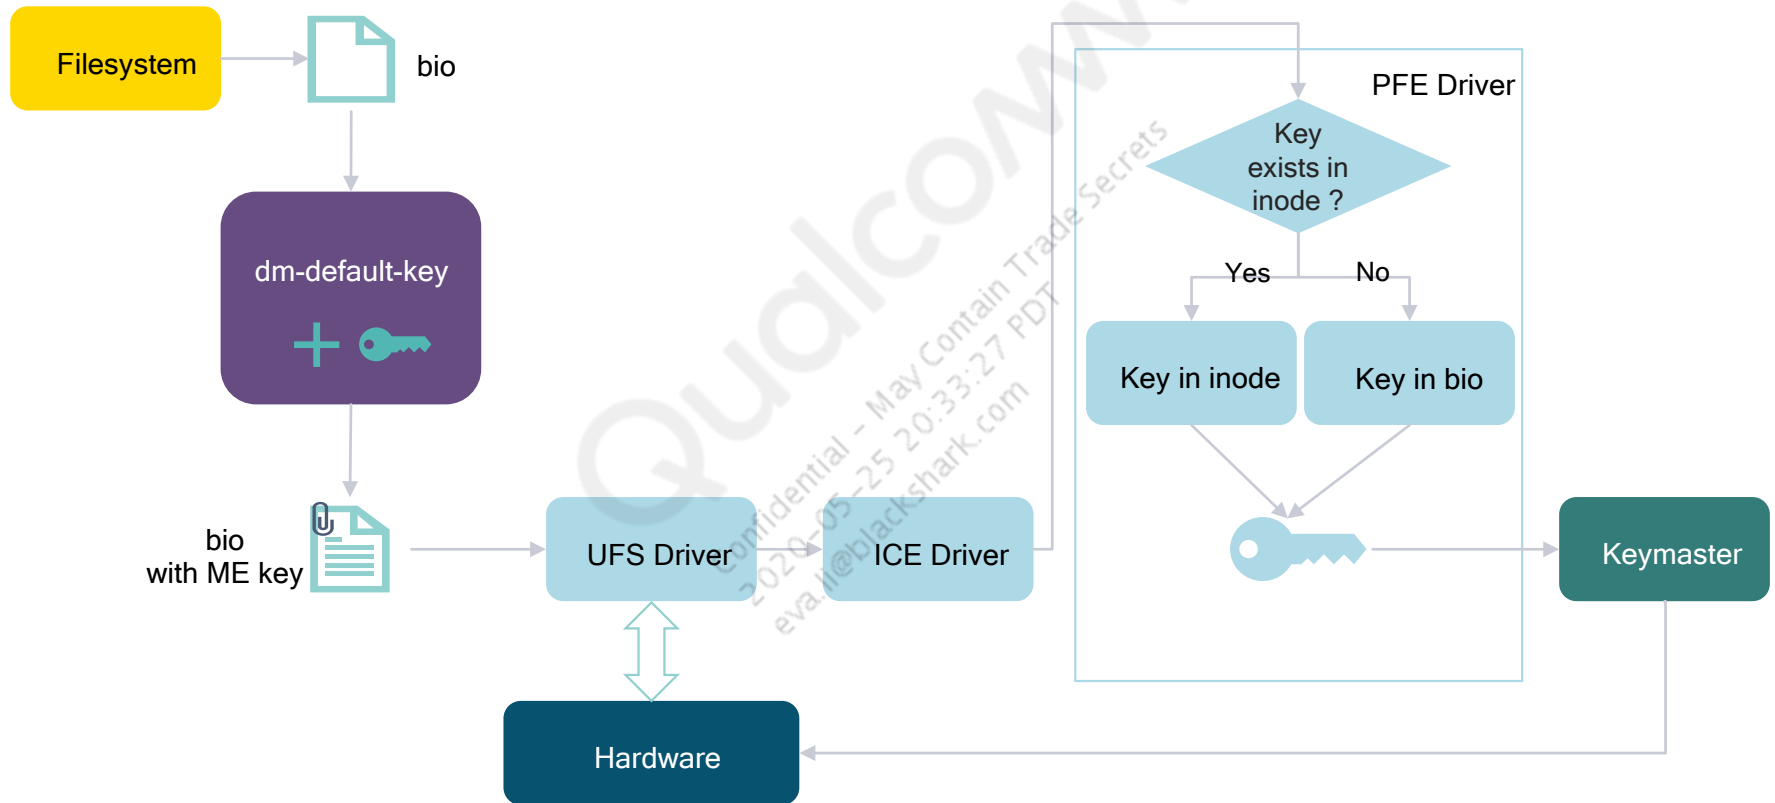 Filesystem
bio
PFE Driver
Key
exists in
inode ?
dm-default-key
Yes
No
Key in inode
Key in bio
bio
with ME key
UFS Driver
ICE Driver
Keymaster
Hardware
Qualcomm
Confidential – May Contain Trade Secrets
2020-05-25 20:33:27 PDT
eva.li@blackshark.com